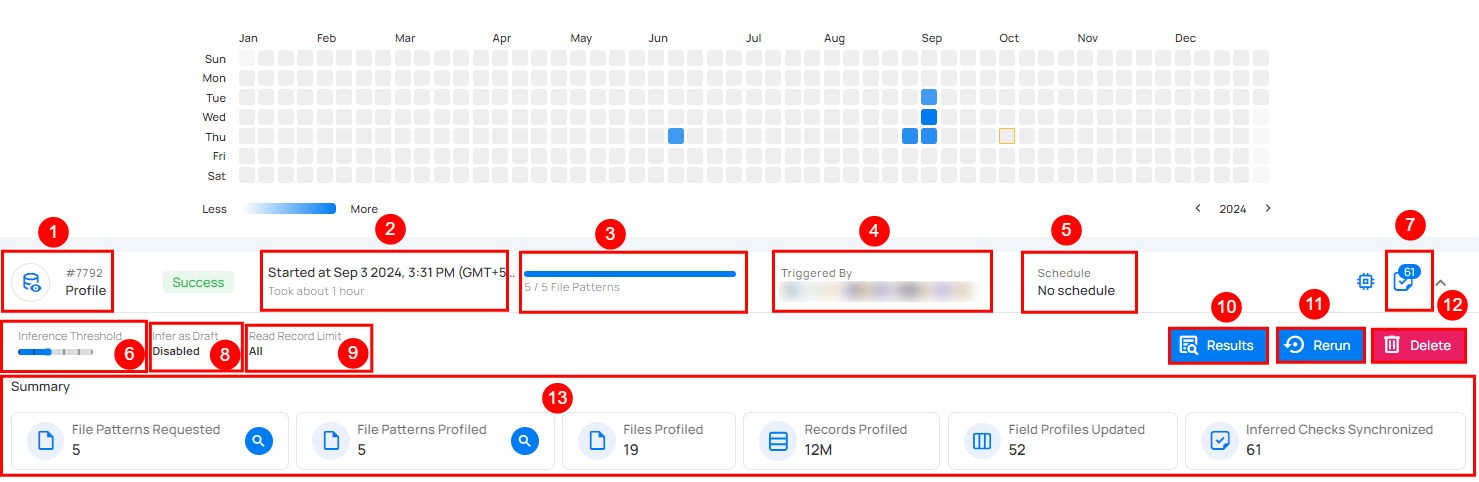 Jan Feb Mar Apr May Jun Jul Aug Sep Oct Nov Dec
Sun
Mon
Tue
Wed
Thu
Fri
Sat
Less More < 2024 >
1 2 3 4 5 7
#7792
Profile
Success
Started at Sep 3 2024, 3:31 PM (GMT+5...
Took about 1 hour
5 / 5 File Patterns
Triggered By
Schedule
No schedule
61
10 11 12
Inference Threshold
6
Infer as Draft
Disabled
8
Read Record Limit
All
9
Results
Rerun
Delete
Summary
13
File Patterns Requested
5
File Patterns Profiled
5
Files Profiled
19
Records Profiled
12M
Field Profiles Updated
52
Inferred Checks Synchronized
61